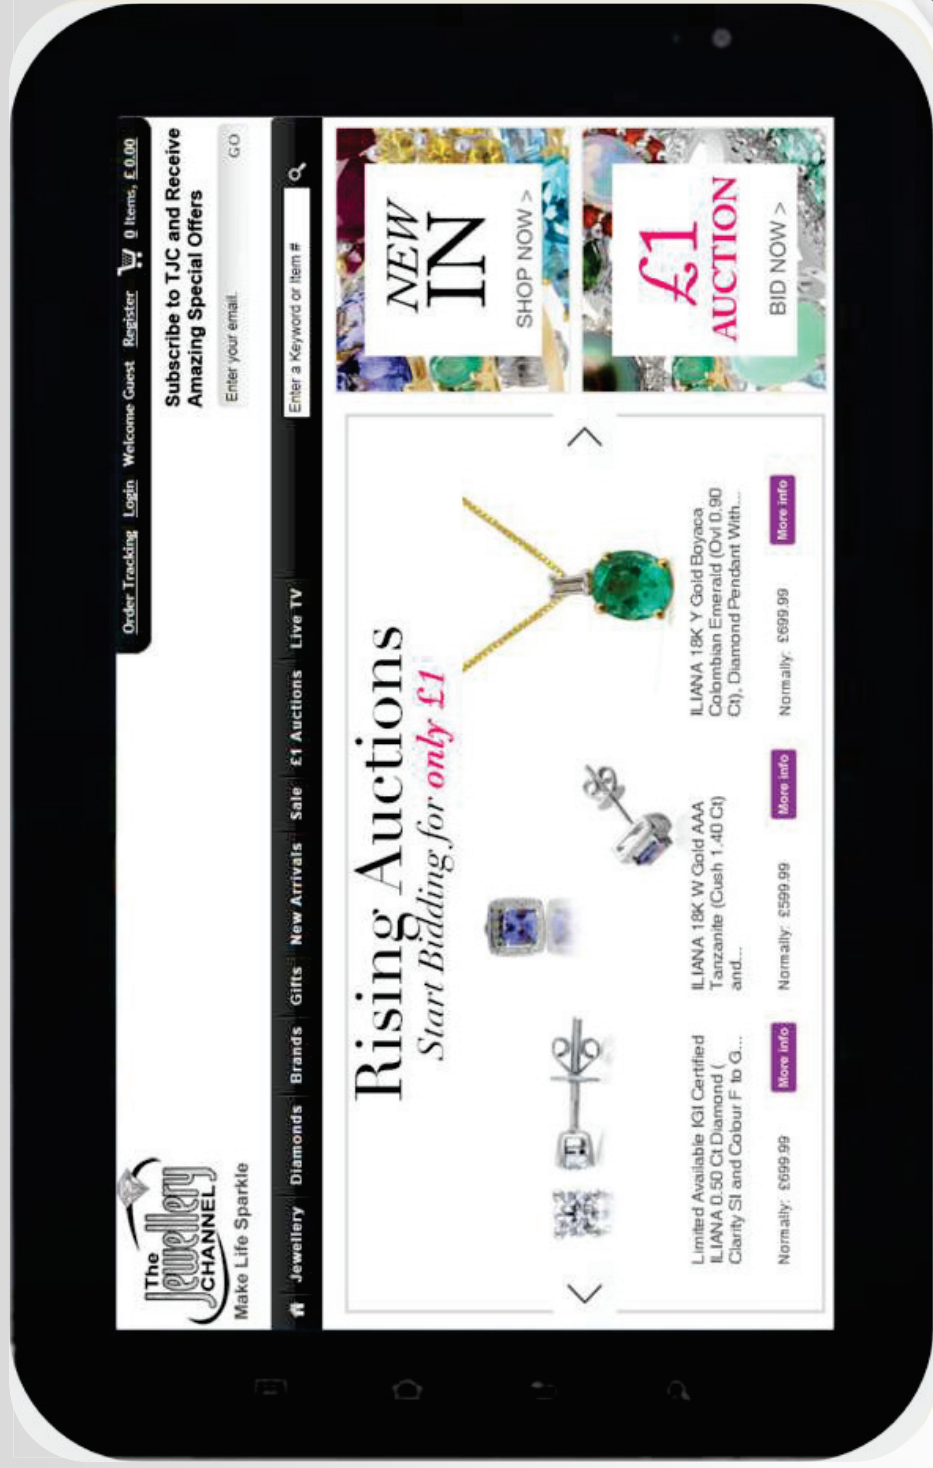 Order Tracking Login Welcome Guest Register 0 Items, £ 0.00
The
Jewellery
CHANNEL
Make Life Sparkle
Subscribe to TJC and Receive
Amazing Special Offers
Enter your email. GO
Jewellery Diamonds Brands Gifts New Arrivals Sale £1 Auctions Live TV Enter a Keyword or Item #
Rising Auctions
Start Bidding for only £1
Limited Available IGI Certified
ILIANA 0.50 Ct Diamond (
Clarity SI and Colour F to G...
Normally: £699.99 More info
ILIANA 18K W Gold AAA
Tanzanite (Cush 1.40 Ct)
and...
Normally: £599.99 More info
ILIANA 18K Y Gold Boyaca
Colombian Emerald (Ovl 0.90
Ct), Diamond Pendant With...
Normally: £699.99 More info
NEW
IN
SHOP NOW >
£1
AUCTION
BID NOW >